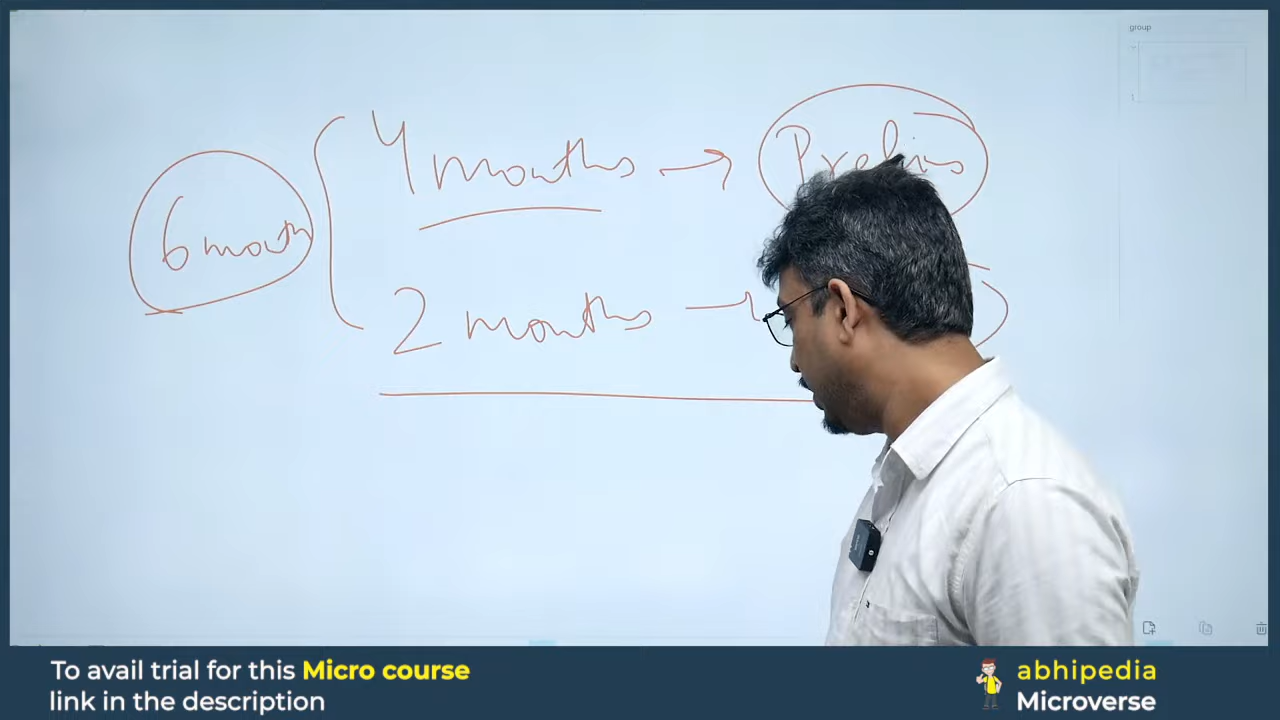 group
4 months → Prelims
6 month
2 months →
To avail trial for this Micro course
link in the description
abhipedia
Microverse